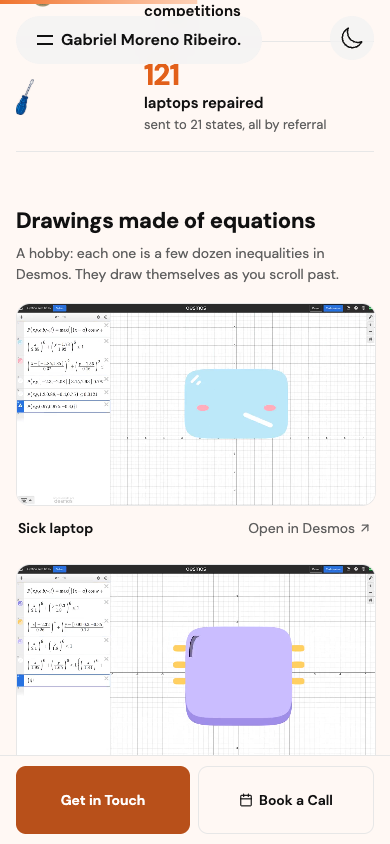 competitions
Gabriel Moreno Ribeiro.
121
laptops repaired
sent to 21 states, all by referral
Drawings made of equations
A hobby: each one is a few dozen inequalities in
Desmos. They draw themselves as you scroll past.
desmos
Sick laptop
Open in Desmos
desmos
Get in Touch
Book a Call